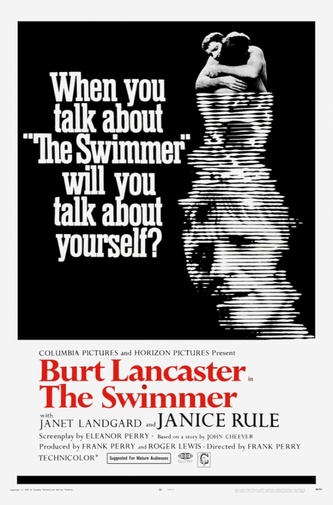 When you
talk about
"The Swimmer"
will you
talk about
yourself?
COLUMBIA PICTURES and HORIZON PICTURES Present
Burt Lancaster in
The Swimmer
with
JANET LANDGARD and JANICE RULE
Screenplay by ELEANOR PERRY · Based on a story by JOHN CHEEVER
Produced by FRANK PERRY and ROGER LEWIS · Directed by FRANK PERRY
TECHNICOLOR® Suggested For Mature Audiences